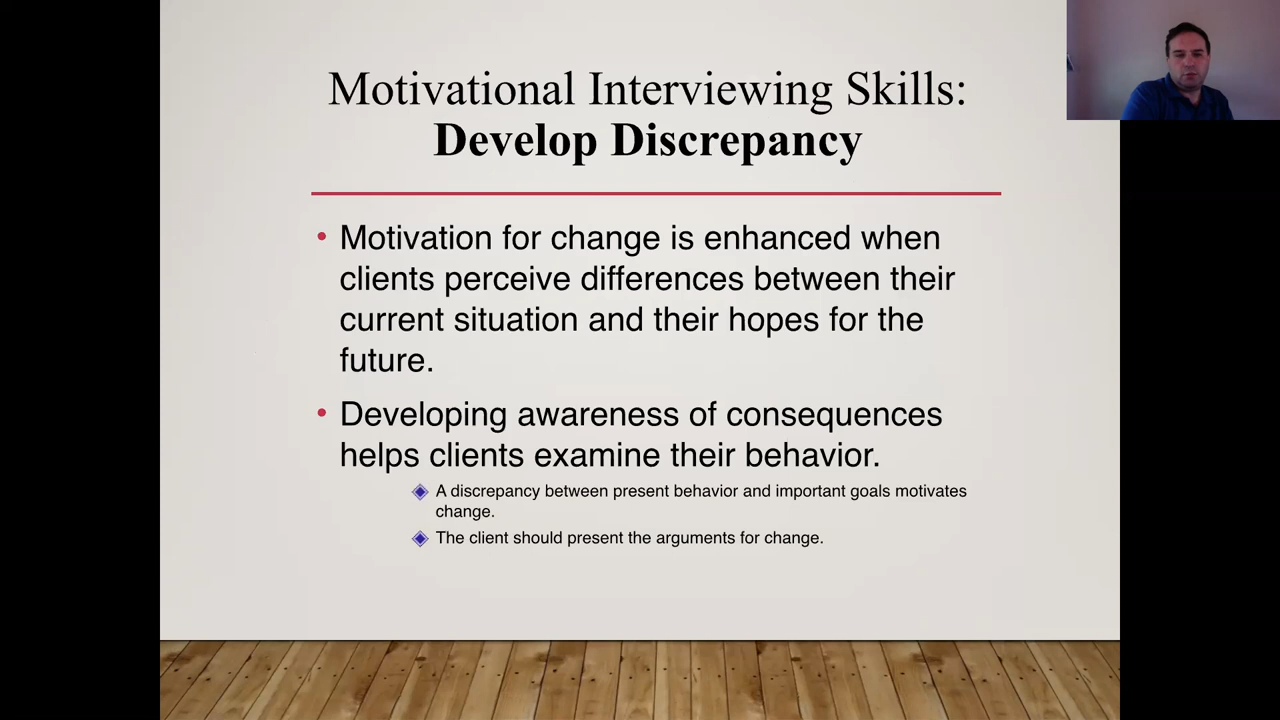 Motivational Interviewing Skills:
Develop Discrepancy
• Motivation for change is enhanced when
clients perceive differences between their
current situation and their hopes for the
future.
• Developing awareness of consequences
helps clients examine their behavior.
A discrepancy between present behavior and important goals motivates
change.
The client should present the arguments for change.